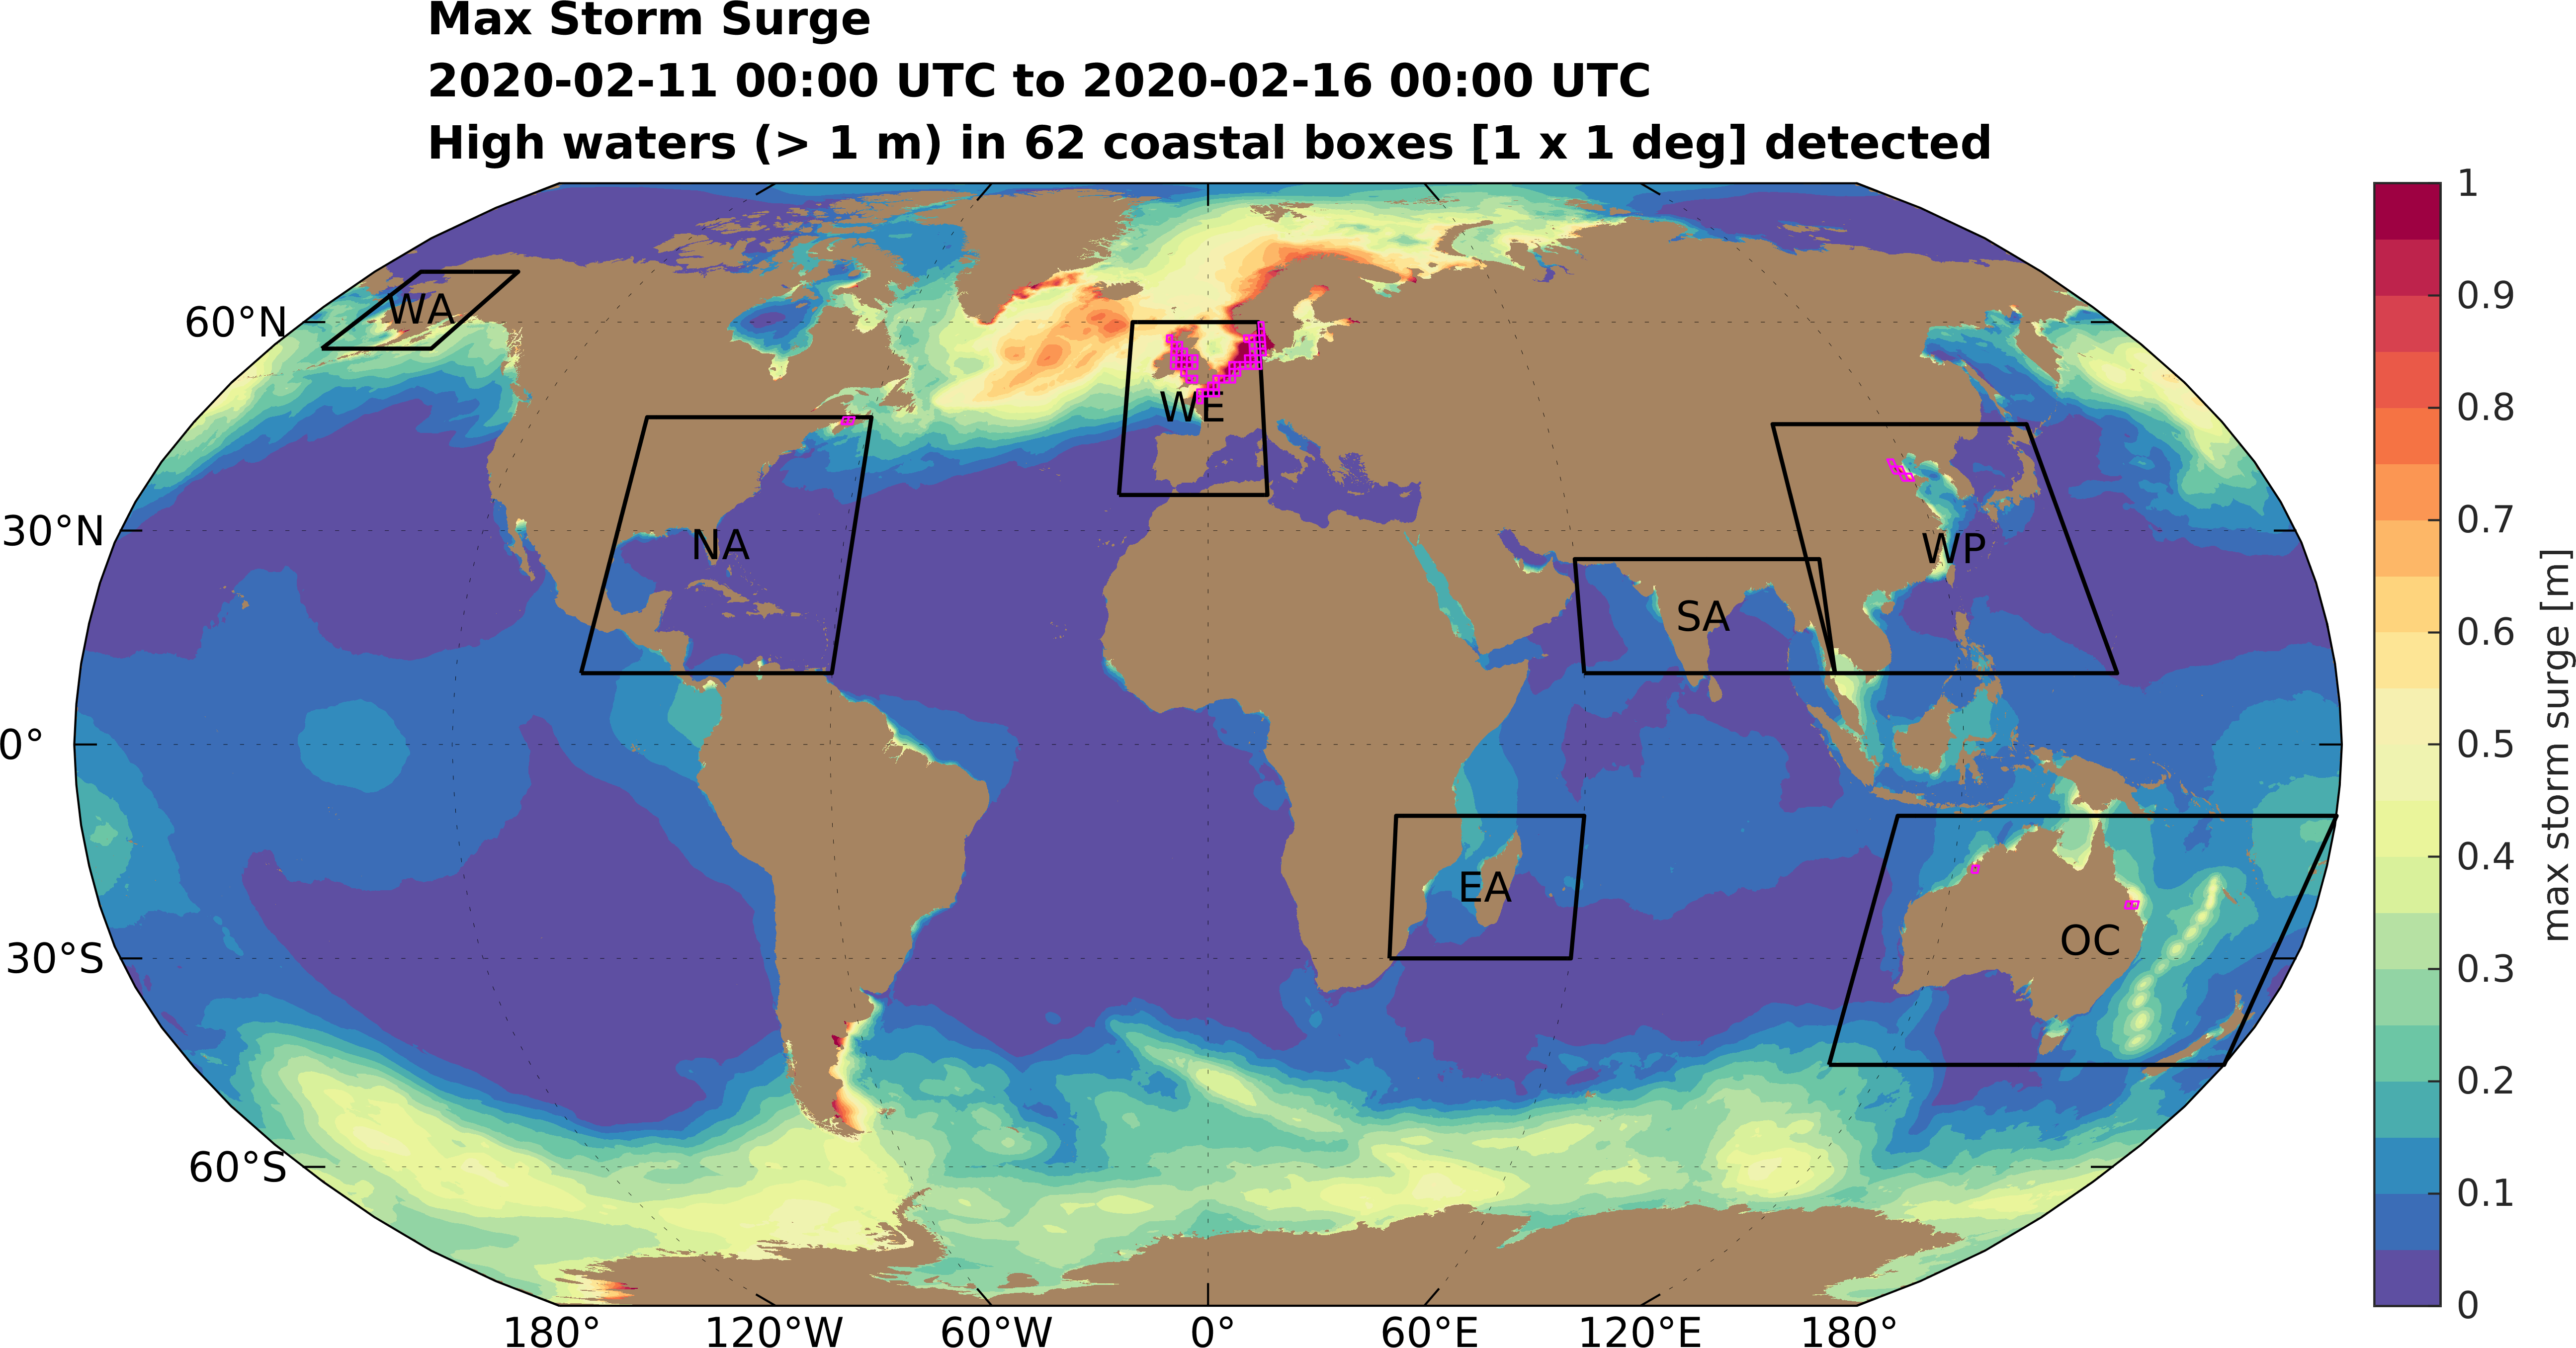 Max Storm Surge
2020-02-11 00:00 UTC to 2020-02-16 00:00 UTC
High waters (> 1 m) in 62 coastal boxes [1 x 1 deg] detected
60°N
30°N
0°
30°S
60°S
WA
NA
WE
WP
SA
EA
OC
180°
120°W
60°W
0°
60°E
120°E
180°
1
0.9
0.8
0.7
0.6
0.5
0.4
0.3
0.2
0.1
0
max storm surge [m]